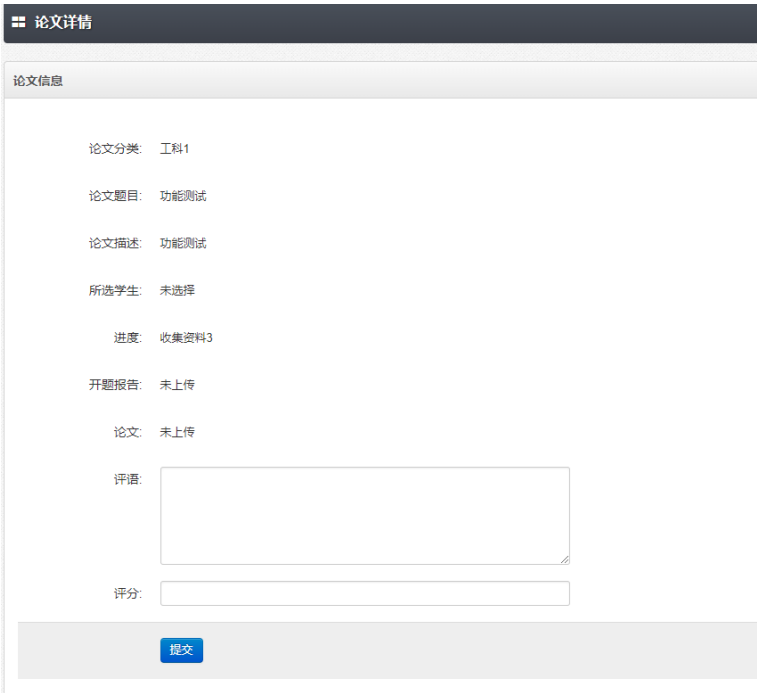 论文详情
论文信息
论文分类: 工科1
论文题目: 功能测试
论文描述: 功能测试
所选学生: 未选择
进度: 收集资料3
开题报告: 未上传
论文: 未上传
评语:
评分:
提交